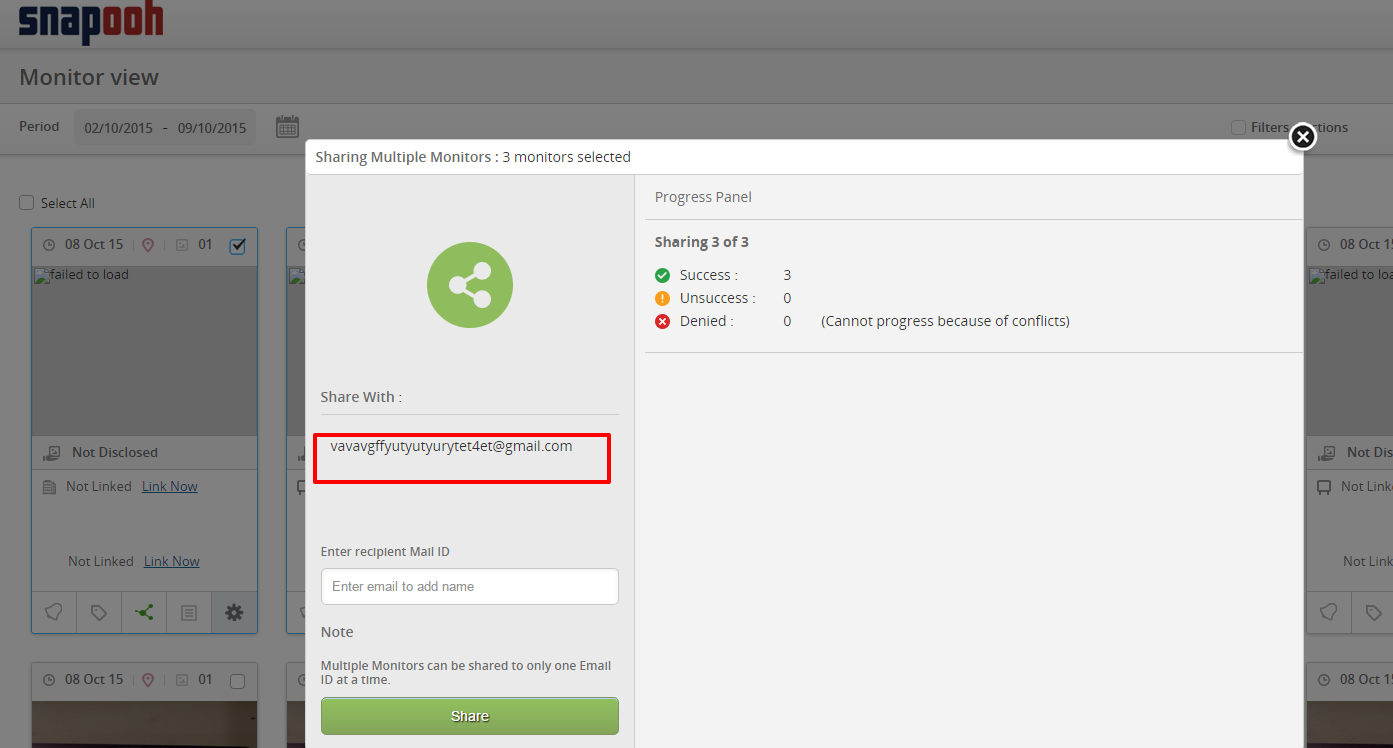 snapooh
Monitor view
Period 02/10/2015 - 09/10/2015
Filters
Sharing Multiple Monitors : 3 monitors selected
Select All
08 Oct 15 01
failed to load
Not Disclosed
Not Linked Link Now
Not Linked Link Now
08 Oct 15 01
Share With :
vavavgffyutyutyurytet4et@gmail.com
Enter recipient Mail ID
Enter email to add name
Note
Multiple Monitors can be shared to only one Email
ID at a time.
Share
Progress Panel
Sharing 3 of 3
Success : 3
Unsuccess : 0
Denied : 0 (Cannot progress because of conflicts)
08 Oct 1
failed to loa
Not Dis
Not Link
Not Link
08 Oct 1